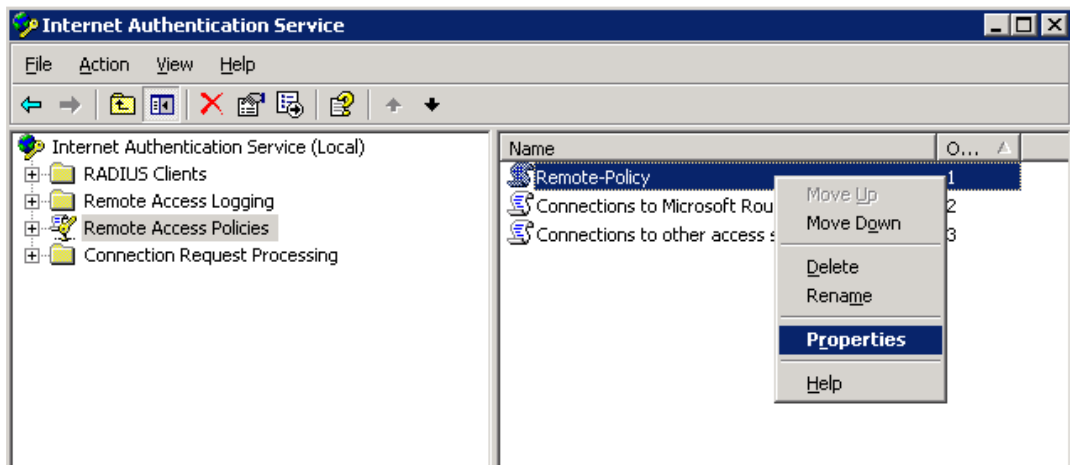 Internet Authentication Service
File Action View Help
Internet Authentication Service (Local)
RADIUS Clients
Remote Access Logging
Remote Access Policies
Connection Request Processing
Name O...
Remote-Policy 1
Connections to Microsoft Rou 2
Connections to other access s 3
Move Up
Move Down
Delete
Rename
Properties
Help